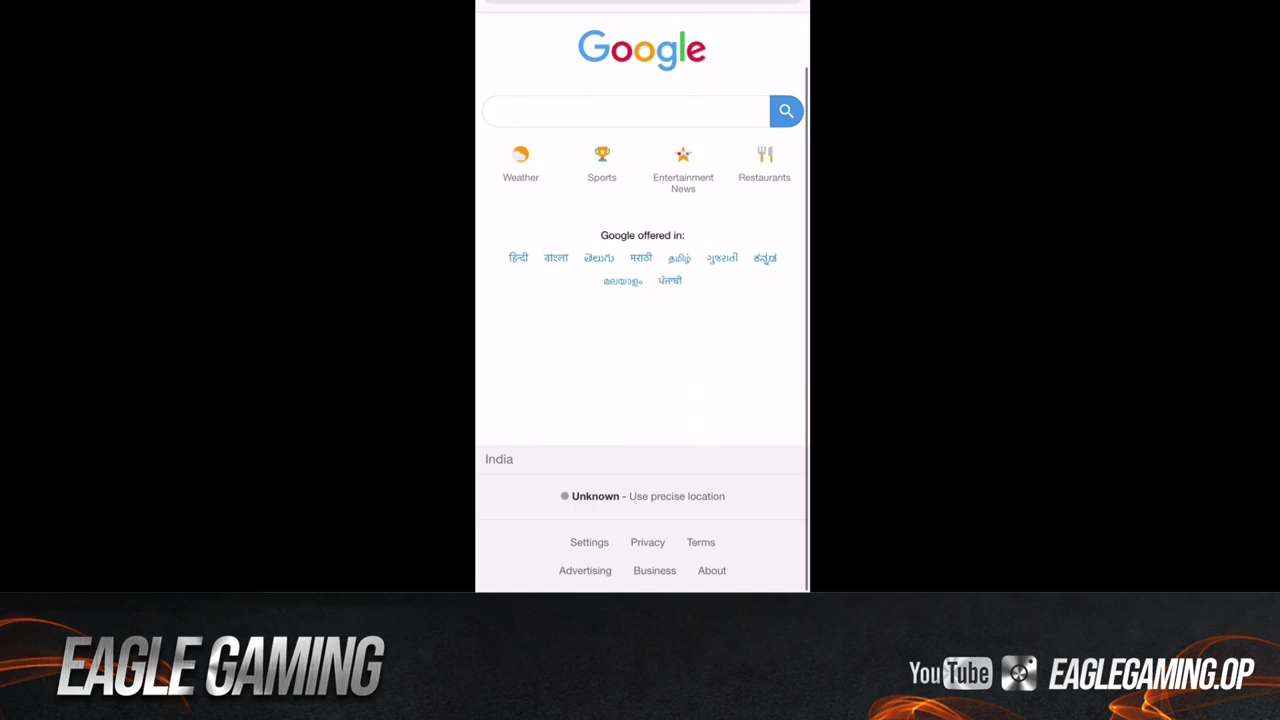 Google
Weather Sports Entertainment News Restaurants
Google offered in:
हिन्दी বাংলা తెలుగు मराठी தமிழ் ગુજરાતી ಕನ್ನಡ
മലയാളം ਪੰਜਾਬੀ
India
Unknown - Use precise location
Settings Privacy Terms
Advertising Business About
EAGLE GAMING
YouTube EAGLEGAMING.OP